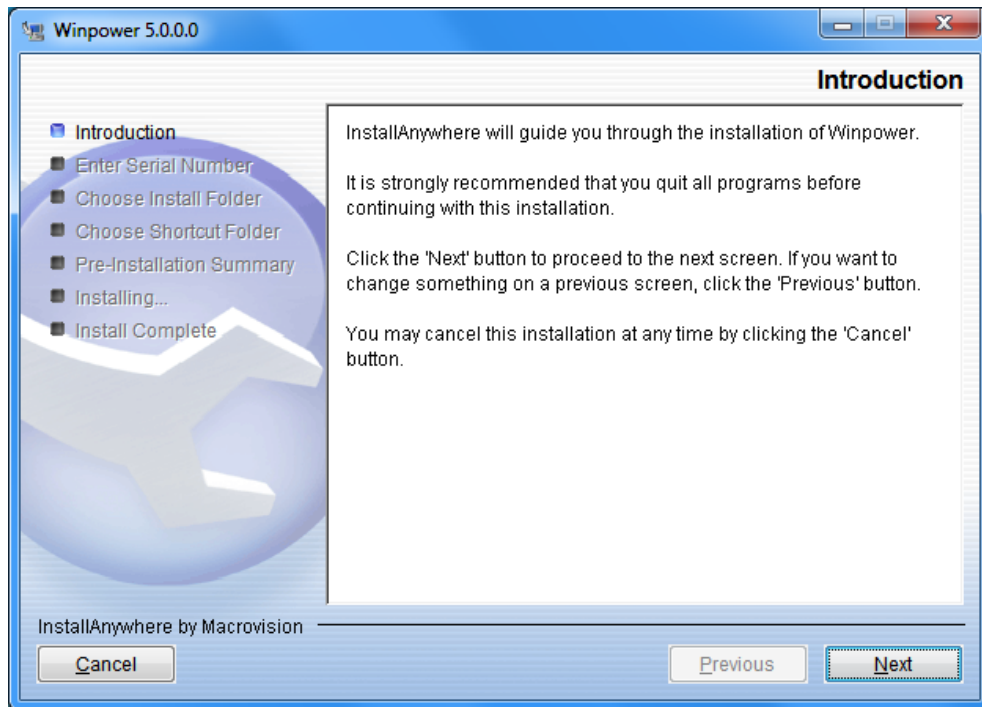 Winpower 5.0.0.0
Introduction
Introduction
Enter Serial Number
Choose Install Folder
Choose Shortcut Folder
Pre-Installation Summary
Installing...
Install Complete
InstallAnywhere will guide you through the installation of Winpower.
It is strongly recommended that you quit all programs before
continuing with this installation.
Click the 'Next' button to proceed to the next screen. If you want to
change something on a previous screen, click the 'Previous' button.
You may cancel this installation at any time by clicking the 'Cancel'
button.
InstallAnywhere by Macrovision
Cancel
Previous
Next